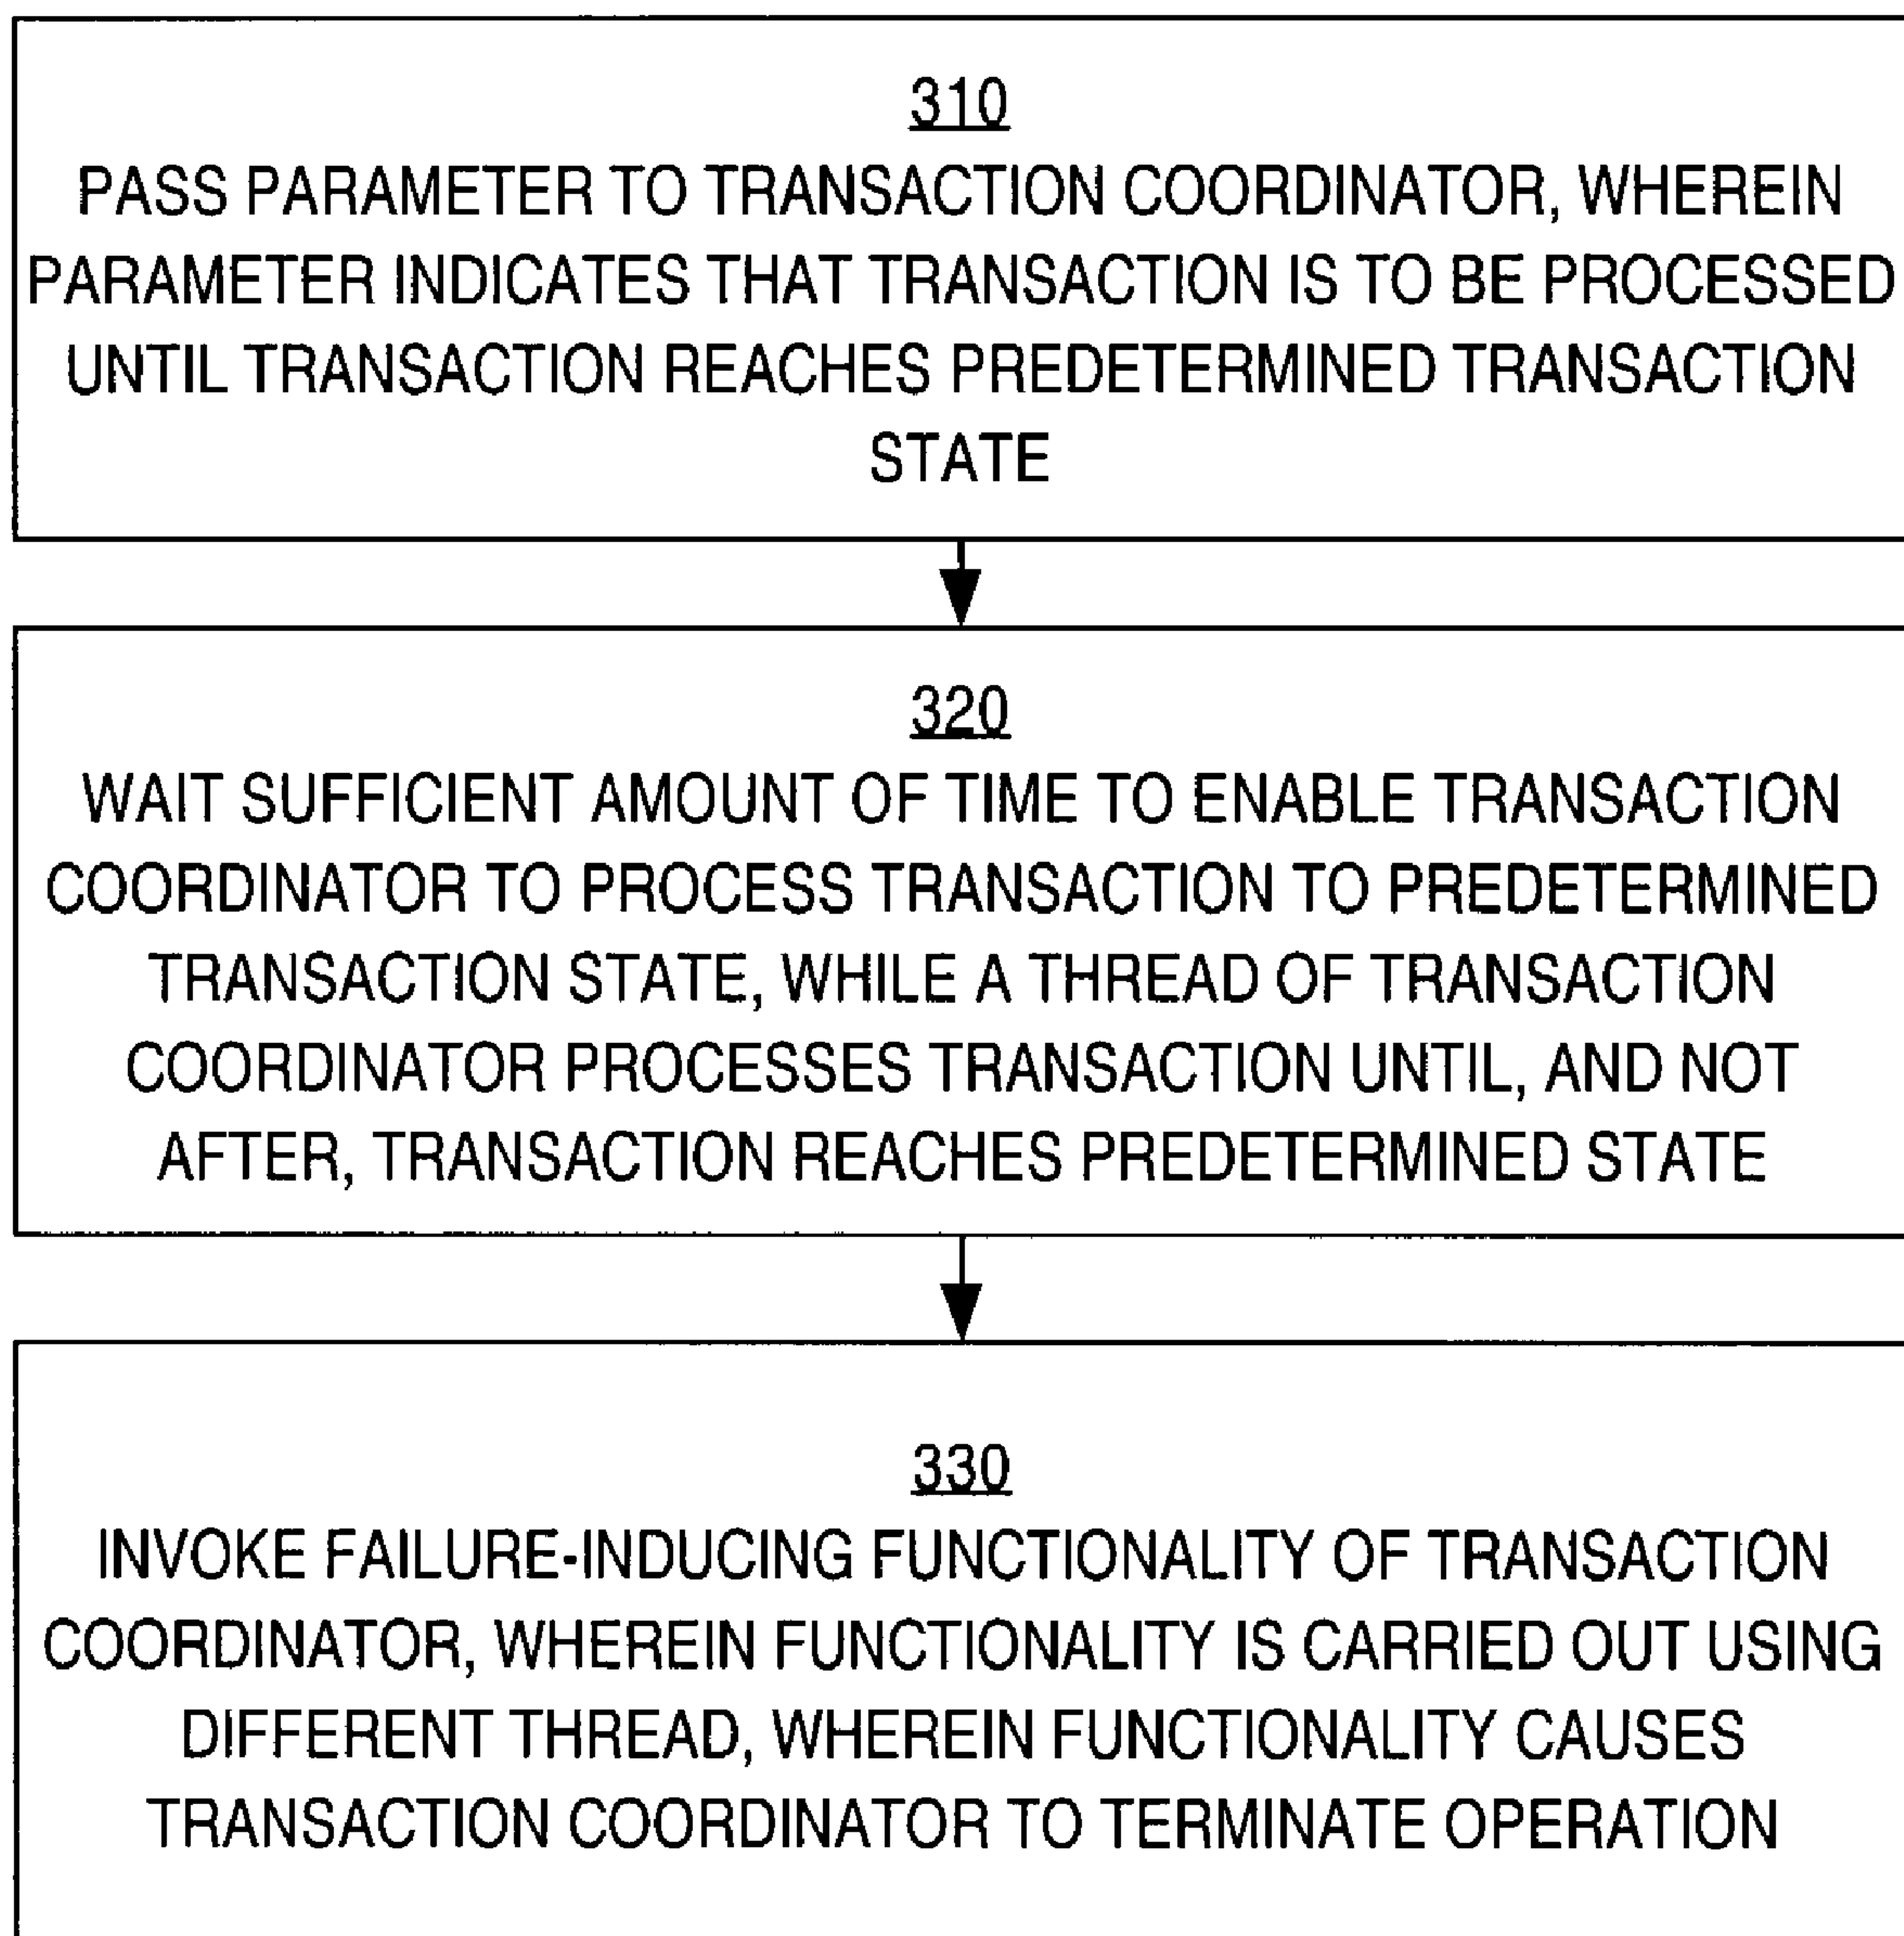 310
PASS PARAMETER TO TRANSACTION COORDINATOR, WHEREIN
PARAMETER INDICATES THAT TRANSACTION IS TO BE PROCESSED
UNTIL TRANSACTION REACHES PREDETERMINED TRANSACTION
STATE
320
WAIT SUFFICIENT AMOUNT OF TIME TO ENABLE TRANSACTION
COORDINATOR TO PROCESS TRANSACTION TO PREDETERMINED
TRANSACTION STATE, WHILE A THREAD OF TRANSACTION
COORDINATOR PROCESSES TRANSACTION UNTIL, AND NOT
AFTER, TRANSACTION REACHES PREDETERMINED STATE
330
INVOKE FAILURE-INDUCING FUNCTIONALITY OF TRANSACTION
COORDINATOR, WHEREIN FUNCTIONALITY IS CARRIED OUT USING
DIFFERENT THREAD, WHEREIN FUNCTIONALITY CAUSES
TRANSACTION COORDINATOR TO TERMINATE OPERATION